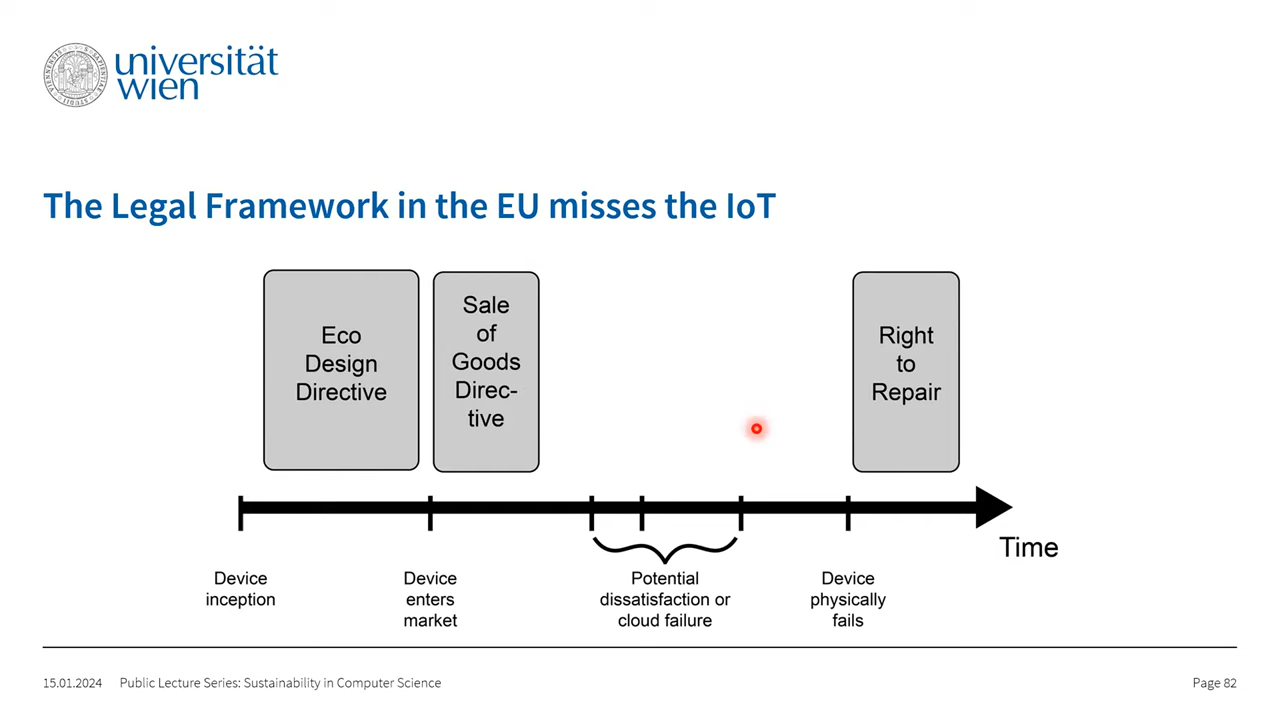 universität
wien
The Legal Framework in the EU misses the IoT
Eco
Design
Directive
Sale
of
Goods
Direc-
tive
Right
to
Repair
Time
Device
inception
Device
enters
market
Potential
dissatisfaction or
cloud failure
Device
physically
fails
15.01.2024 Public Lecture Series: Sustainability in Computer Science Page 82